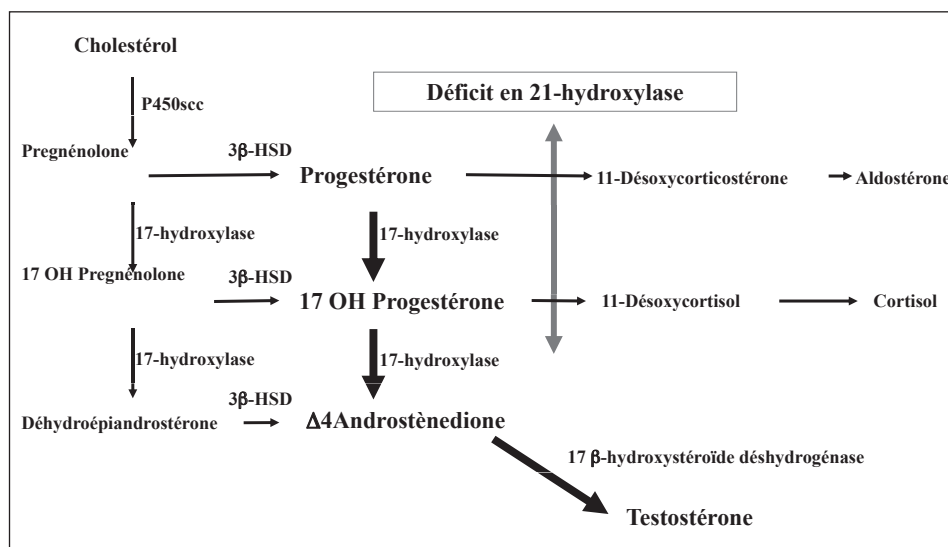 Cholestérol
Déficit en 21-hydroxylase
P450scc
Pregnénolone
3β-HSD
Progestérone
11-Désoxycorticostérone
Aldostérone
17-hydroxylase
17-hydroxylase
17 OH Pregnénolone
3β-HSD
17 OH Progestérone
11-Désoxycortisol
Cortisol
17-hydroxylase
17-hydroxylase
3β-HSD
Déhydroépiandrostérone
Δ4Androstènedione
17 β-hydroxystéroïde déshydrogénase
Testostérone